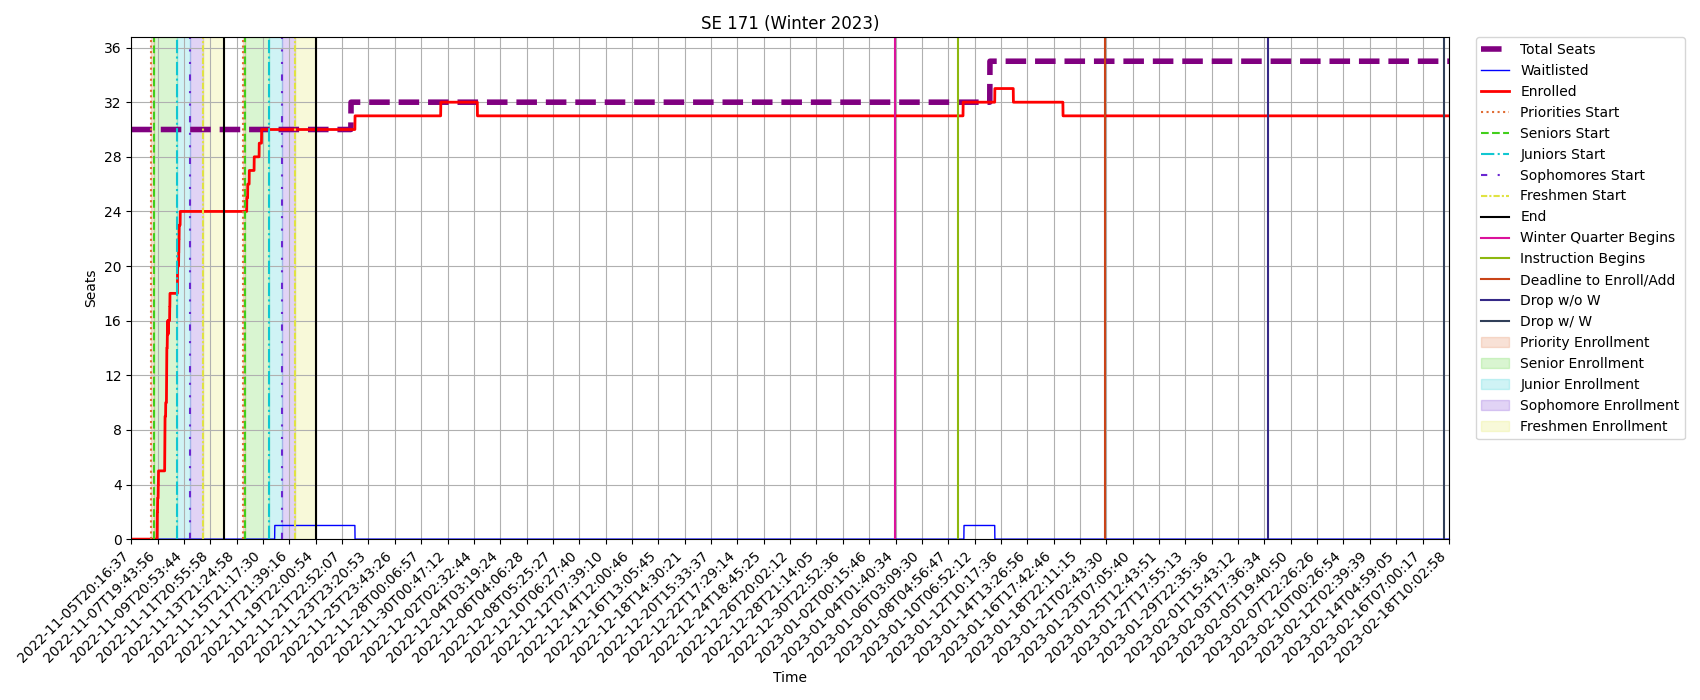 SE 171 (Winter 2023)
Seats
36
32
28
24
20
16
12
8
4
0
2022-11-05T20:16:37
2022-11-07T19:43:56
2022-11-09T20:53:44
2022-11-11T20:55:58
2022-11-13T21:24:58
2022-11-15T21:17:30
2022-11-17T21:39:16
2022-11-19T22:00:54
2022-11-21T22:52:07
2022-11-23T23:20:53
2022-11-25T23:43:26
2022-11-28T00:06:57
2022-11-30T00:47:12
2022-12-02T02:32:44
2022-12-04T03:19:24
2022-12-06T04:06:28
2022-12-08T05:25:27
2022-12-10T06:27:40
2022-12-12T07:39:10
2022-12-14T12:00:46
2022-12-16T13:05:45
2022-12-18T14:30:21
2022-12-20T15:33:37
2022-12-22T17:29:14
2022-12-24T18:45:25
2022-12-26T20:02:12
2022-12-28T21:14:05
2022-12-30T22:52:36
2023-01-02T00:15:46
2023-01-04T01:40:34
2023-01-06T03:09:30
2023-01-08T04:56:47
2023-01-10T06:52:12
2023-01-12T10:17:36
2023-01-14T13:26:56
2023-01-16T17:42:46
2023-01-18T22:11:15
2023-01-21T02:43:30
2023-01-23T07:05:40
2023-01-25T12:43:51
2023-01-27T17:55:13
2023-01-29T22:35:36
2023-02-01T15:43:12
2023-02-03T17:36:34
2023-02-05T19:40:50
2023-02-07T22:26:26
2023-02-10T00:26:54
2023-02-12T02:39:39
2023-02-14T04:59:05
2023-02-16T07:00:17
2023-02-18T10:02:58
Time
Total Seats
Waitlisted
Enrolled
Priorities Start
Seniors Start
Juniors Start
Sophomores Start
Freshmen Start
End
Winter Quarter Begins
Instruction Begins
Deadline to Enroll/Add
Drop w/o W
Drop w/ W
Priority Enrollment
Senior Enrollment
Junior Enrollment
Sophomore Enrollment
Freshmen Enrollment